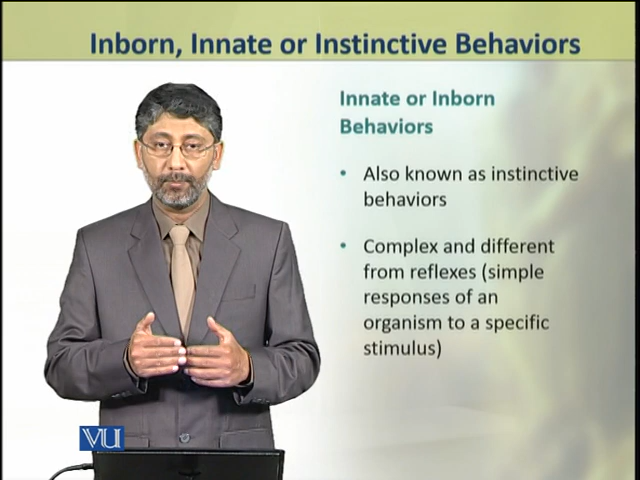 Inborn, Innate or Instinctive Behaviors
Innate or Inborn
Behaviors
• Also known as instinctive
behaviors
• Complex and different
from reflexes (simple
responses of an
organism to a specific
stimulus)
VU